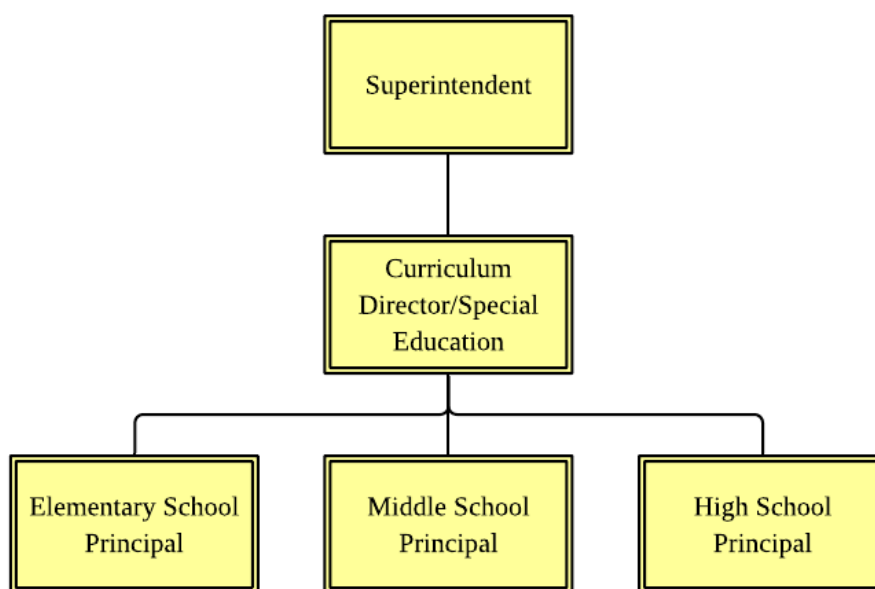 Superintendent
Curriculum
Director/Special
Education
Elementary School
Principal
Middle School
Principal
High School
Principal